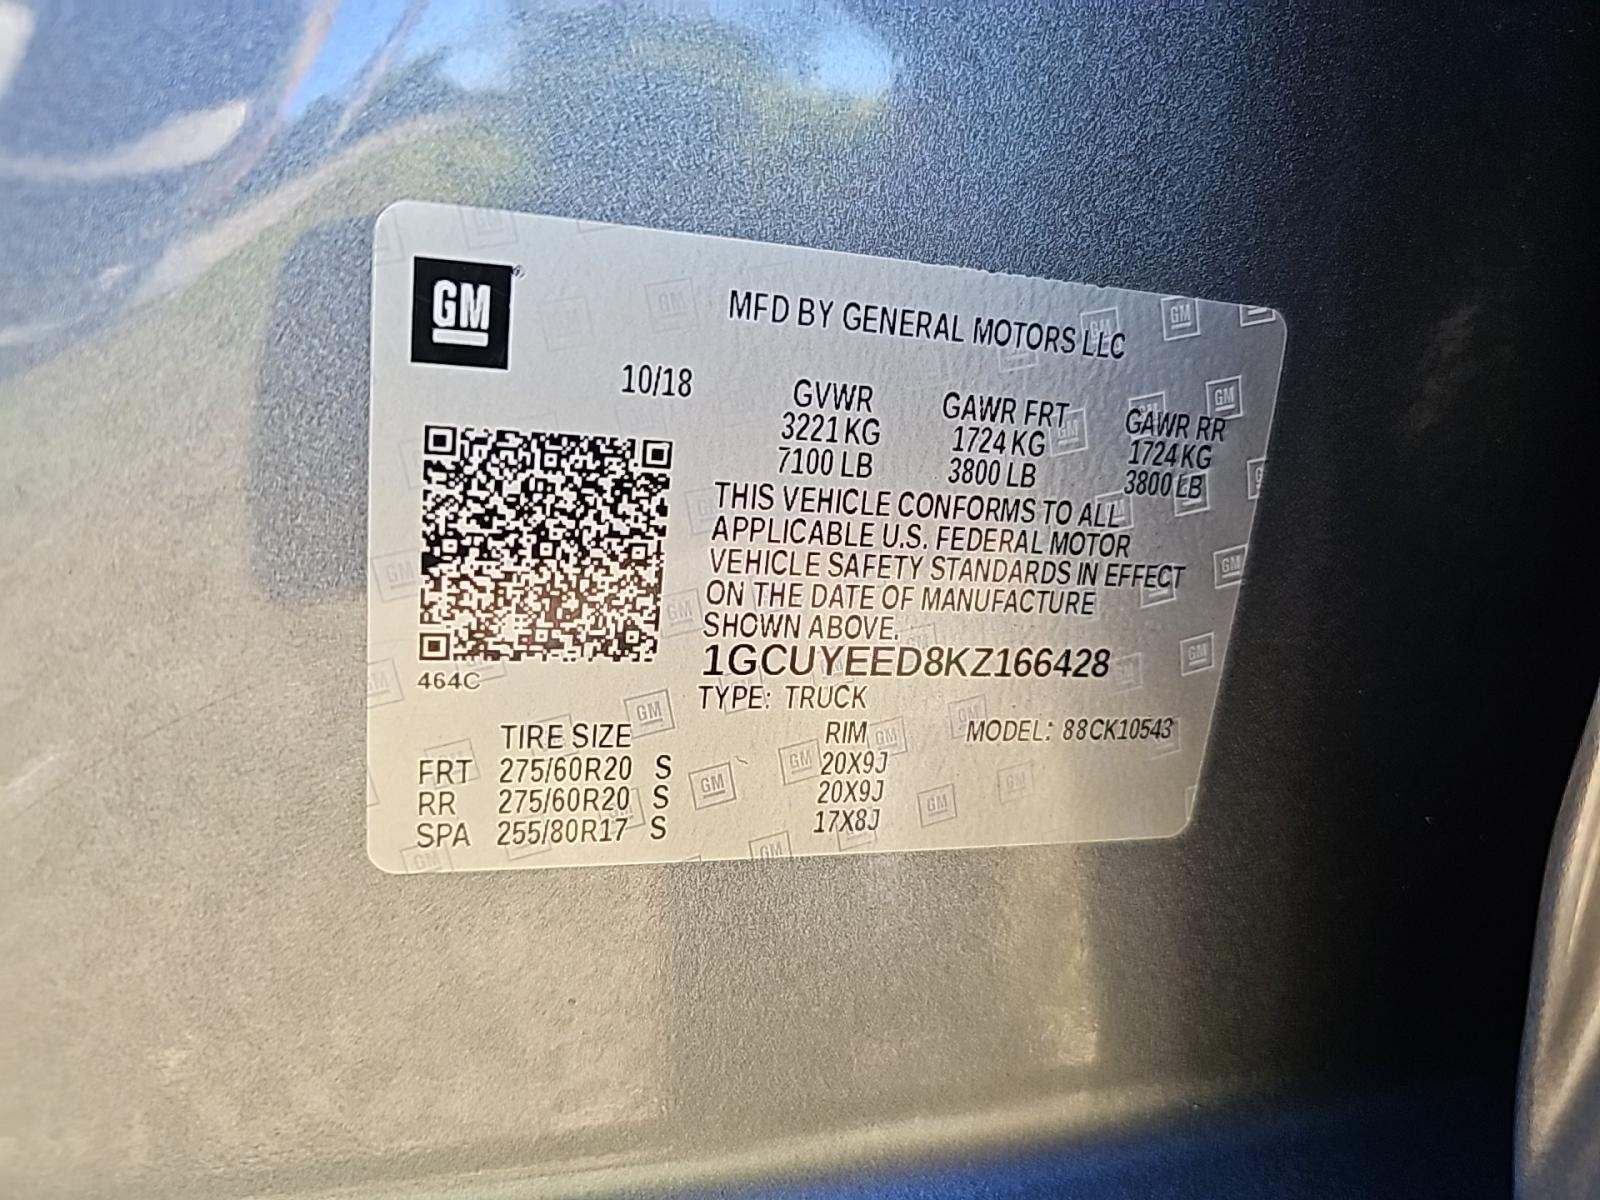 GM
MFD BY GENERAL MOTORS LLC
10/18
GVWR GAWR FRT GAWR RR
3221 KG 1724 KG 1724 KG
7100 LB 3800 LB 3800 LB
THIS VEHICLE CONFORMS TO ALL
APPLICABLE U.S. FEDERAL MOTOR
VEHICLE SAFETY STANDARDS IN EFFECT
ON THE DATE OF MANUFACTURE
SHOWN ABOVE.
1GCUYEED8KZ166428
464C
TYPE: TRUCK
TIRE SIZE RIM MODEL: 88CK10543
FRT 275/60R20 S 20X9J
RR 275/60R20 S 20X9J
SPA 255/80R17 S 17X8J